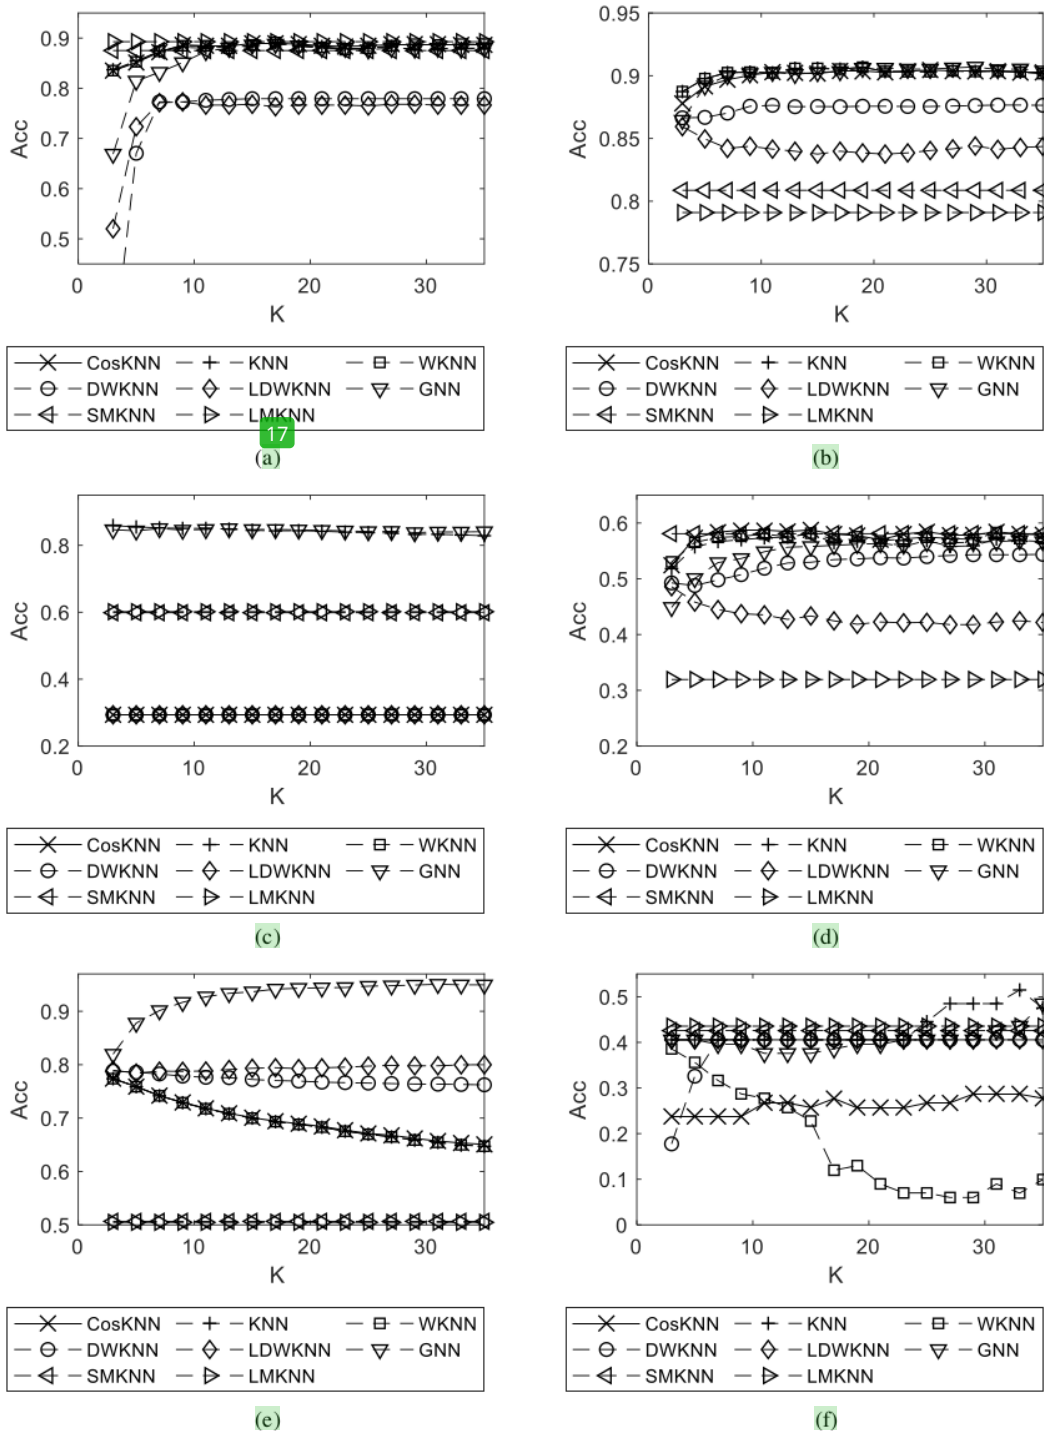 0.9
0.8
0.7
0.6
0.5
Acc
0 10 20 30
K
CosKNN KNN WKNN
DWKNN LDWKNN GNN
SMKNN LMKNN
17
(a)
0.95
0.9
0.85
0.8
0.75
Acc
0 10 20 30
K
CosKNN KNN WKNN
DWKNN LDWKNN GNN
SMKNN LMKNN
(b)
0.8
0.6
0.4
0.2
Acc
0 10 20 30
K
CosKNN KNN WKNN
DWKNN LDWKNN GNN
SMKNN LMKNN
(c)
0.6
0.5
0.4
0.3
0.2
Acc
0 10 20 30
K
CosKNN KNN WKNN
DWKNN LDWKNN GNN
SMKNN LMKNN
(d)
0.9
0.8
0.7
0.6
0.5
Acc
0 10 20 30
K
CosKNN KNN WKNN
DWKNN LDWKNN GNN
SMKNN LMKNN
(e)
0.5
0.4
0.3
0.2
0.1
0
Acc
0 10 20 30
K
CosKNN KNN WKNN
DWKNN LDWKNN GNN
SMKNN LMKNN
(f)